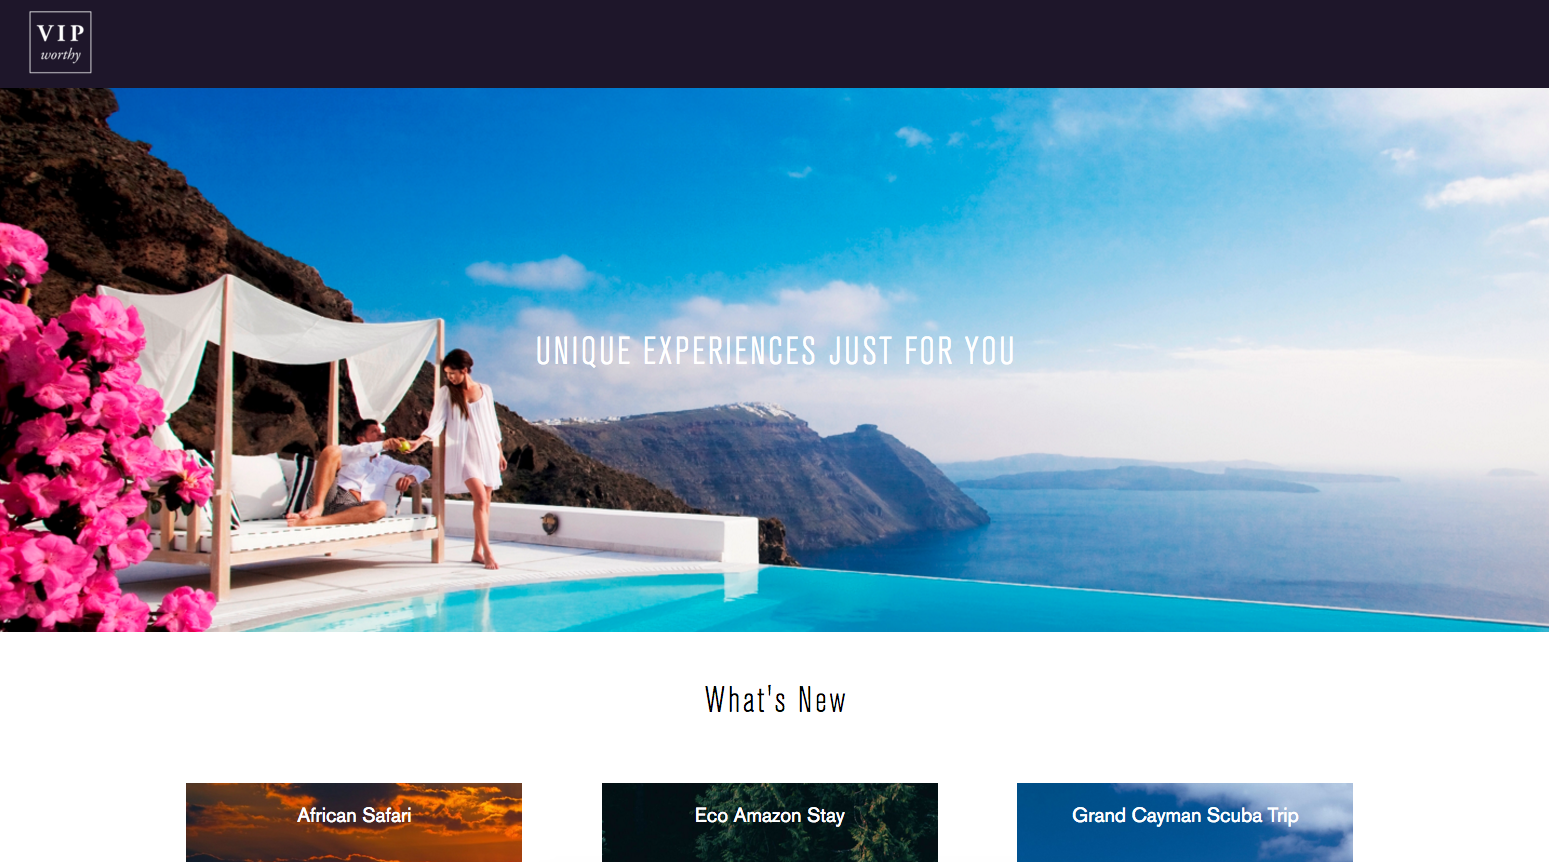 VIP
worthy
UNIQUE EXPERIENCES JUST FOR YOU
What's New
African Safari
Eco Amazon Stay
Grand Cayman Scuba Trip